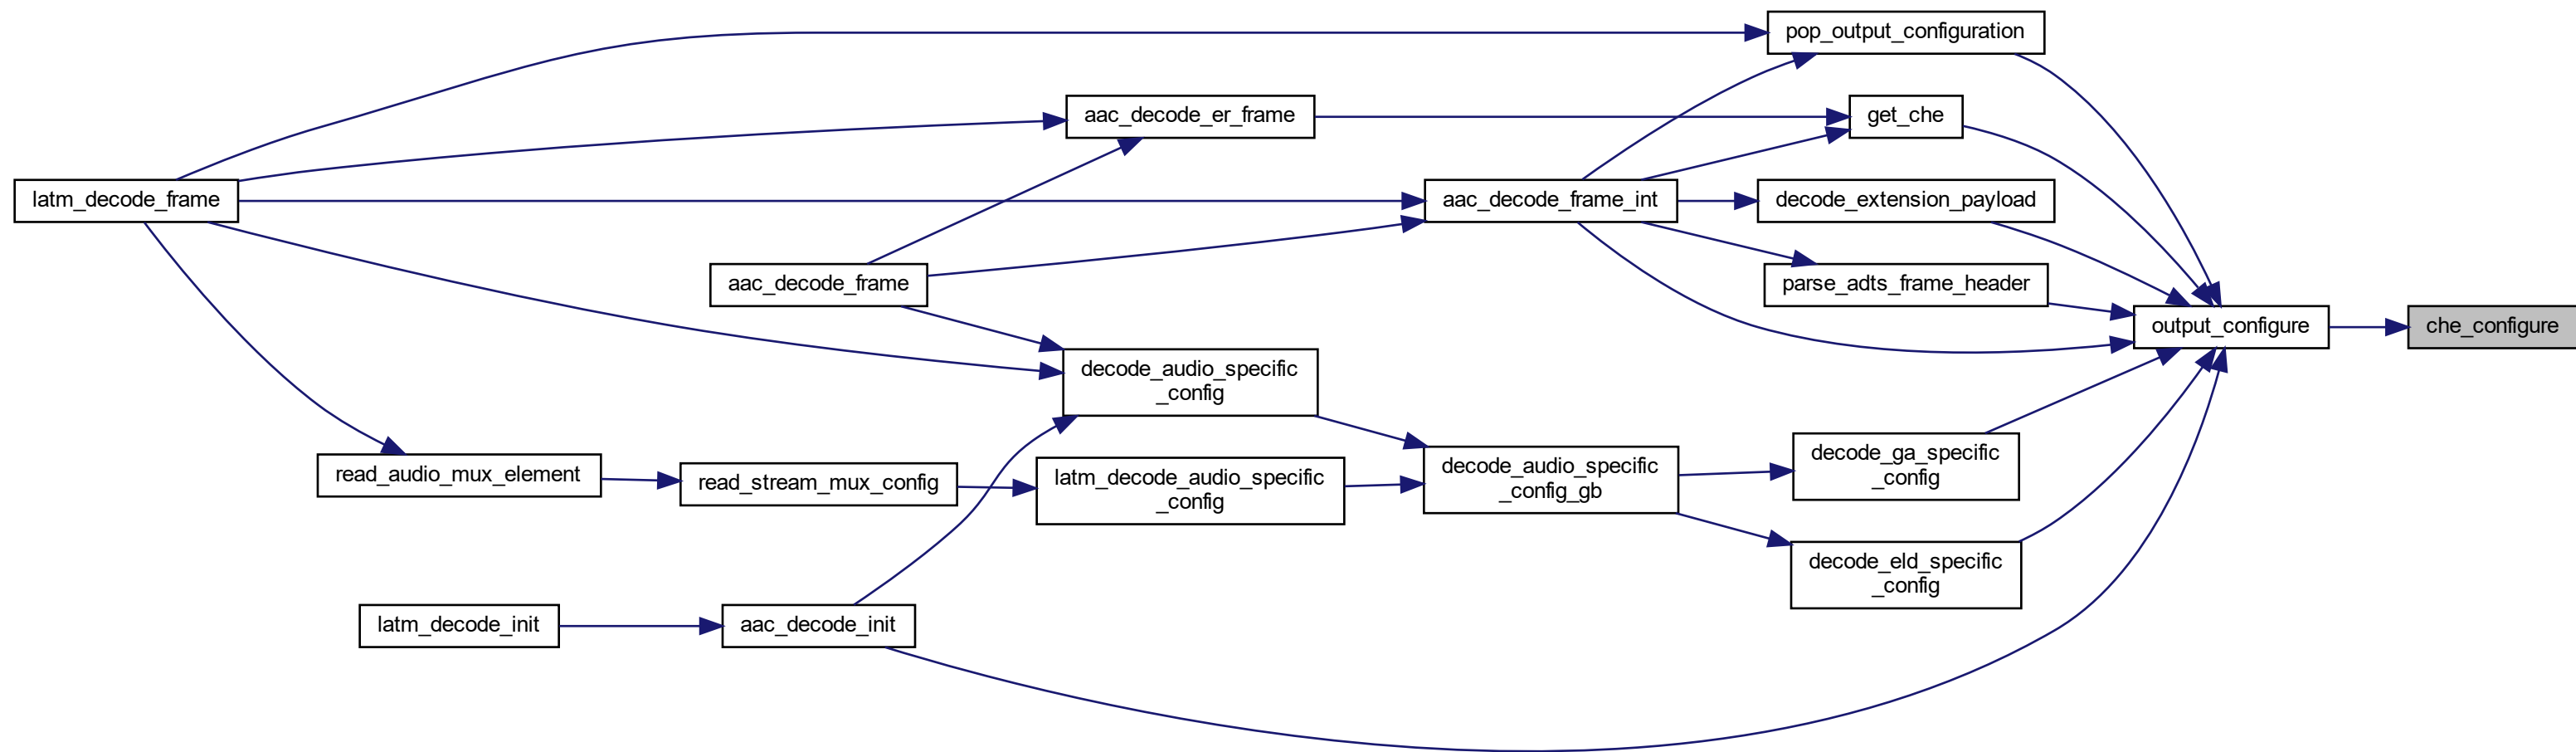 pop_output_configuration
aac_decode_er_frame
get_che
latm_decode_frame
aac_decode_frame_int
decode_extension_payload
aac_decode_frame
parse_adts_frame_header
output_configure
che_configure
decode_audio_specific
_config
read_audio_mux_element
read_stream_mux_config
latm_decode_audio_specific
_config
decode_audio_specific
_config_gb
decode_ga_specific
_config
decode_eld_specific
_config
latm_decode_init
aac_decode_init